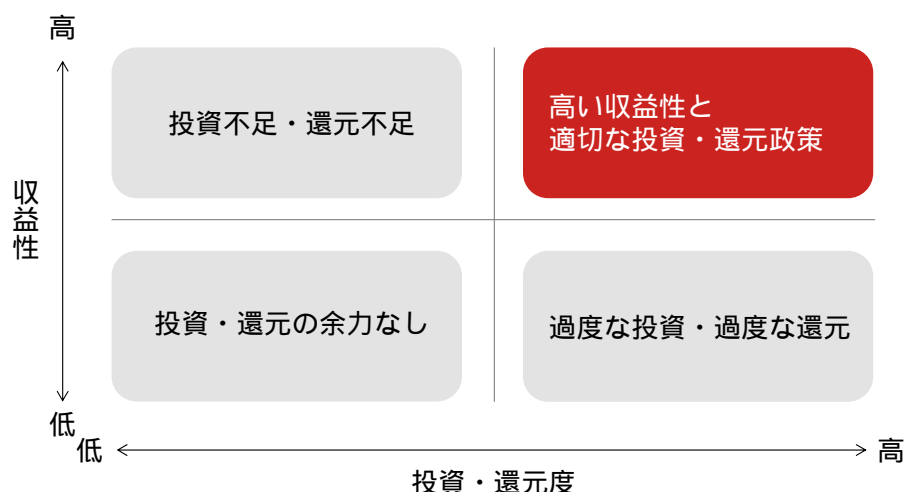 高
投資不足・還元不足
高い収益性と
適切な投資・還元政策
収益性
投資・還元の余力なし
過度な投資・過度な還元
低
低
高
投資・還元度